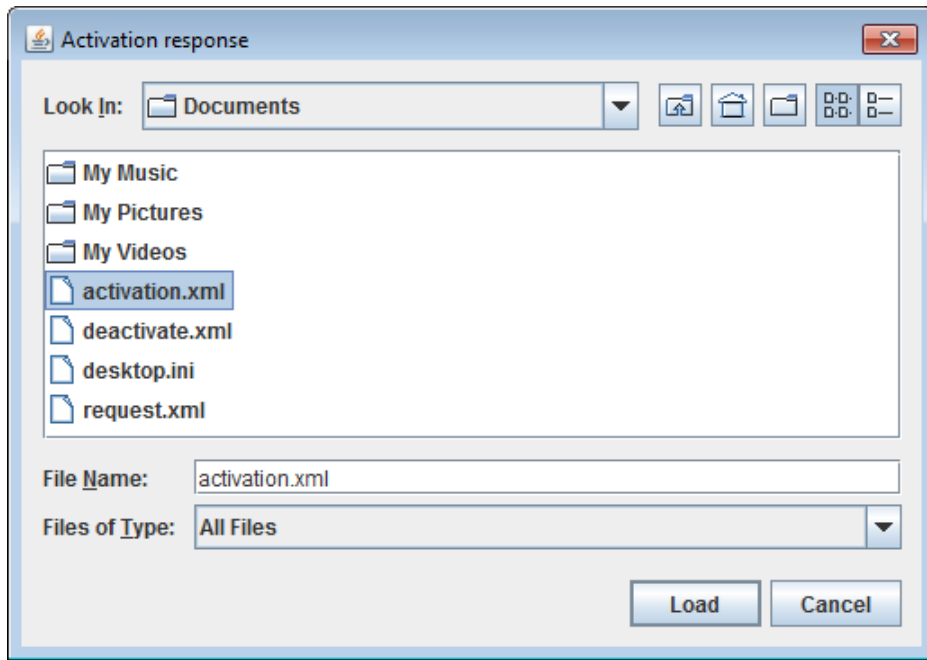 Activation response
Look In: Documents
My Music
My Pictures
My Videos
activation.xml
deactivate.xml
desktop.ini
request.xml
File Name: activation.xml
Files of Type: All Files
Load Cancel